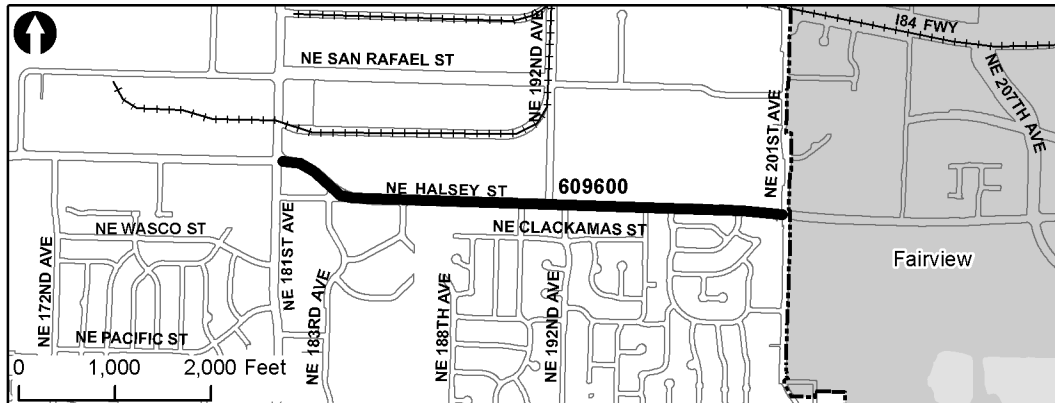 I84 FWY
NE SAN RAFAEL ST
NE 192ND AVE
NE 207TH AVE
NE 201ST AVE
NE HALSEY ST
609600
NE WASCO ST
NE CLACKAMAS ST
Fairview
NE 172ND AVE
NE 181ST AVE
NE 183RD AVE
NE 188TH AVE
NE 192ND AVE
NE PACIFIC ST
0 1,000 2,000 Feet